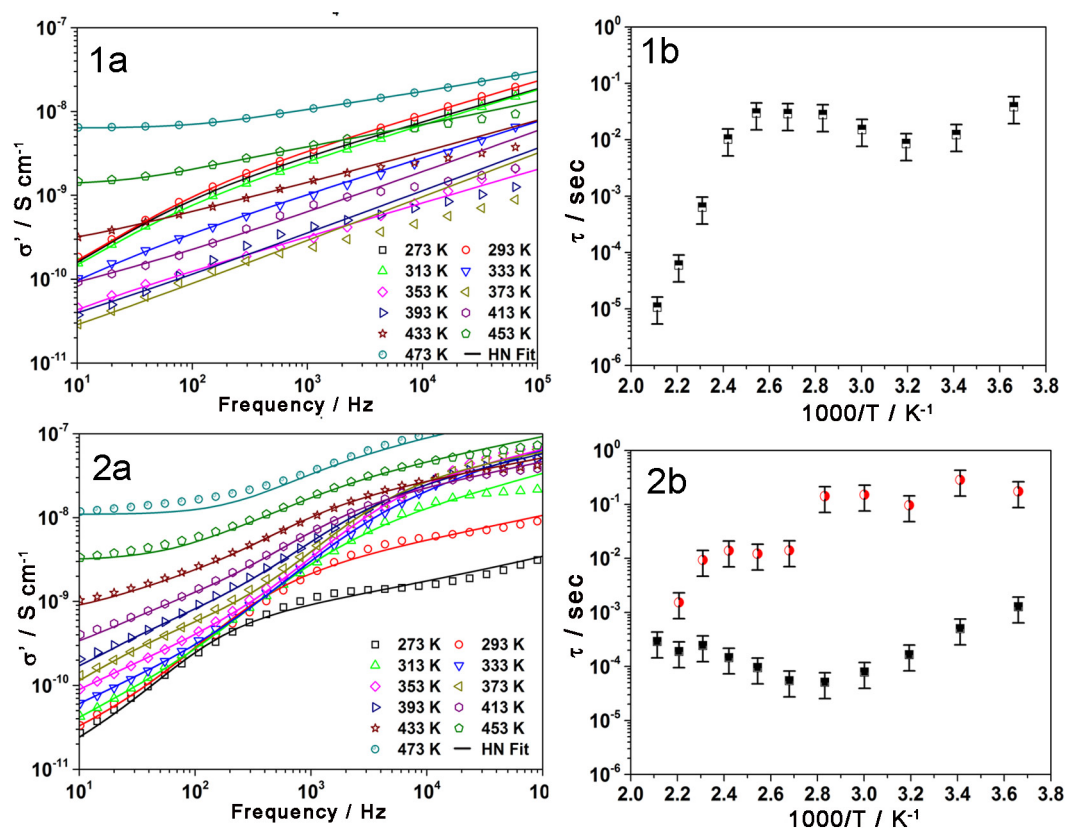 1a
10⁻⁷
10⁻⁸
10⁻⁹
10⁻¹⁰
10⁻¹¹
σ' / S cm⁻¹
273 K 293 K
313 K 333 K
353 K 373 K
393 K 413 K
433 K 453 K
473 K HN Fit
10¹ 10² 10³ 10⁴ 10⁵
Frequency / Hz
1b
10⁰
10⁻¹
10⁻²
10⁻³
10⁻⁴
10⁻⁵
10⁻⁶
τ / sec
2.0 2.2 2.4 2.6 2.8 3.0 3.2 3.4 3.6 3.8
1000/T / K⁻¹
2a
10⁻⁷
10⁻⁸
10⁻⁹
10⁻¹⁰
10⁻¹¹
σ' / S cm⁻¹
273 K 293 K
313 K 333 K
353 K 373 K
393 K 413 K
433 K 453 K
473 K HN Fit
10¹ 10² 10³ 10⁴ 10
Frequency / Hz
2b
10⁰
10⁻¹
10⁻²
10⁻³
10⁻⁴
10⁻⁵
10⁻⁶
τ / sec
2.0 2.2 2.4 2.6 2.8 3.0 3.2 3.4 3.6 3.8
1000/T / K⁻¹